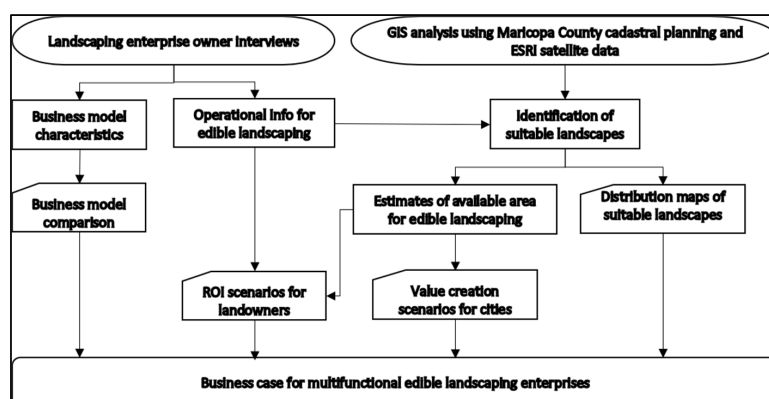 Landscaping enterprise owner interviews
GIS analysis using Maricopa County cadastral planning and
ESRI satellite data
Business model
characteristics
Operational info for
edible landscaping
Identification of
suitable landscapes
Business model
comparison
Estimates of available area
for edible landscaping
Distribution maps of
suitable landscapes
ROI scenarios for
landowners
Value creation
scenarios for cities
Business case for multifunctional edible landscaping enterprises